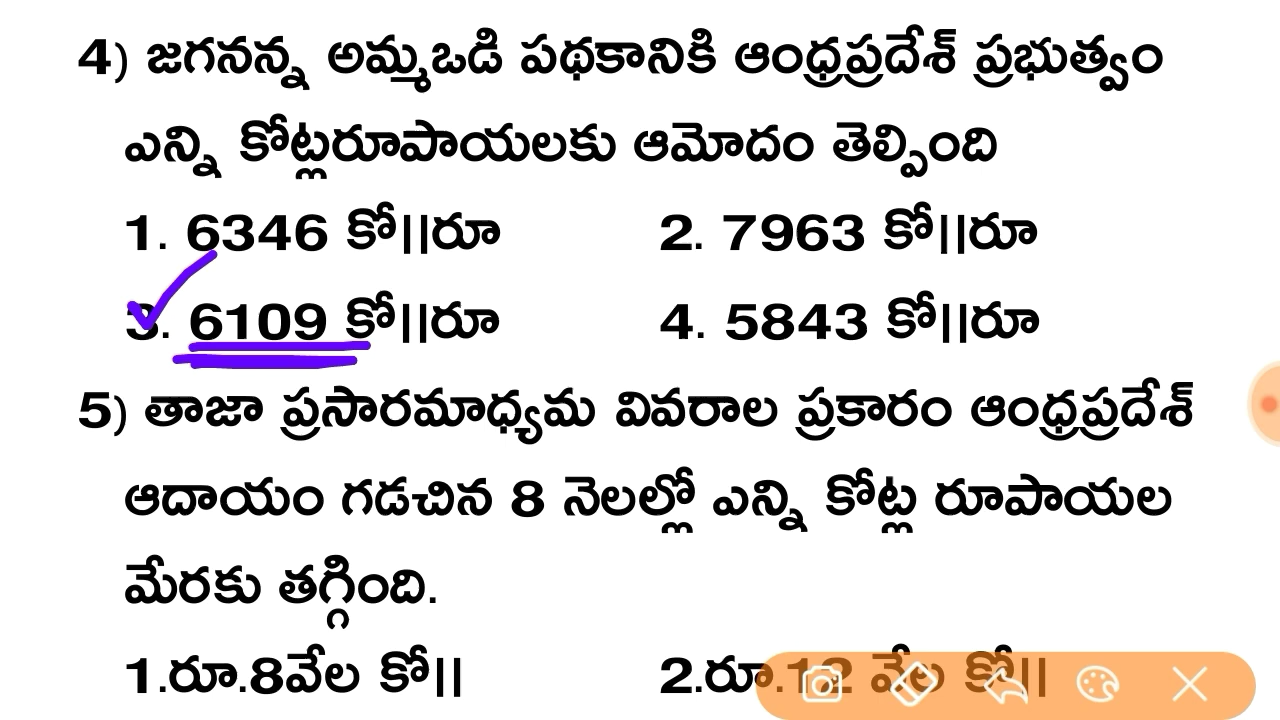 4) జగనన్న అమ్మఒడి పథకానికి ఆంధ్రప్రదేశ్ ప్రభుత్వం
ఎన్ని కోట్లరూపాయలకు ఆమోదం తెల్పింది
1. 6346 కో||రూ 2. 7963 కో||రూ
3. 6109 కో||రూ 4. 5843 కో||రూ
5) తాజా ప్రసారమాధ్యమ వివరాల ప్రకారం ఆంధ్రప్రదేశ్
ఆదాయం గడచిన 8 నెలల్లో ఎన్ని కోట్ల రూపాయల
మేరకు తగ్గింది.
1.రూ.8వేల కో|| 2.రూ.12 వేల కో||